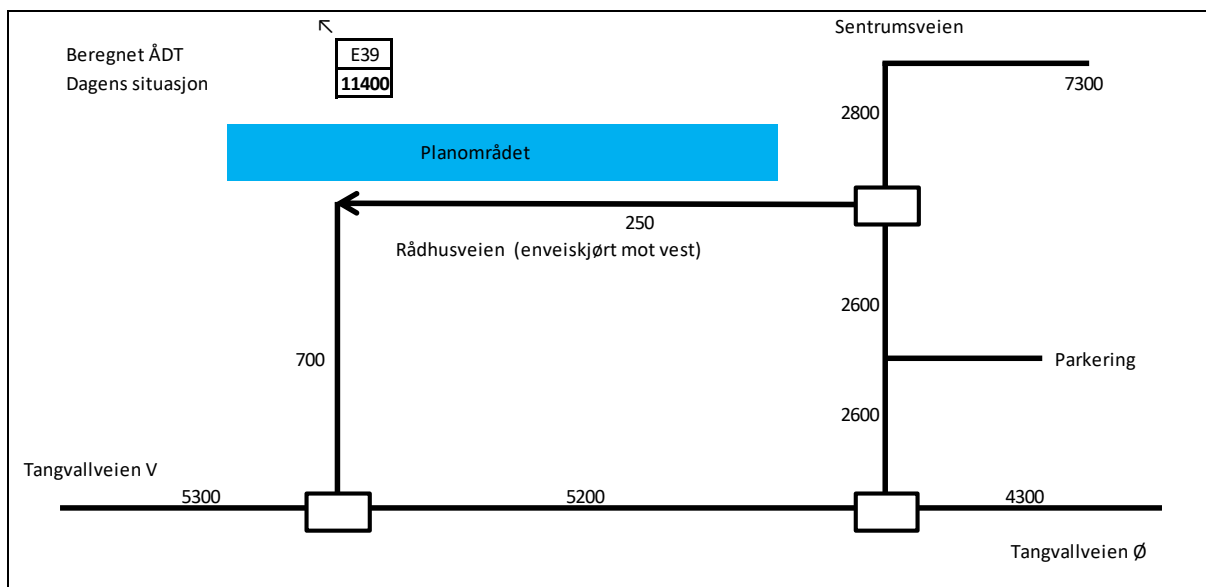 Sentrumsveien
Beregnet ÅDT
E39
Dagens situasjon
11400
7300
2800
Planområdet
250
Rådhusveien (enveiskjørt mot vest)
2600
700
Parkering
2600
Tangvallveien V
5300
5200
4300
Tangvallveien Ø